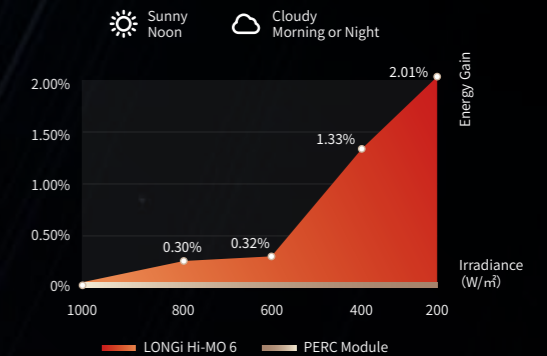 Sunny
Noon
Cloudy
Morning or Night
2.00%
1.50%
1.00%
0.50%
0%
0.30%
0.32%
1.33%
2.01%
Energy Gain
Irradiance
(W/㎡)
1000 800 600 400 200
LONGi Hi-MO 6 PERC Module